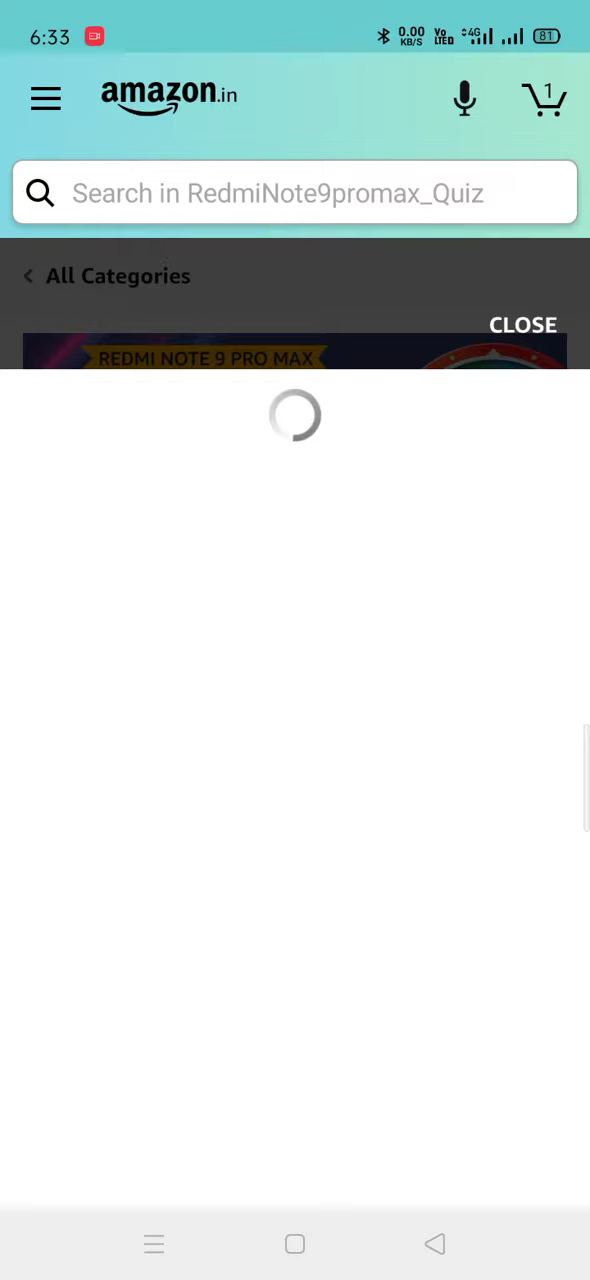 6:33 0.00 KB/S Vo LTE 4G 81
amazon.in
1
Search in RedmiNote9promax_Quiz
All Categories
CLOSE
REDMI NOTE 9 PRO MAX